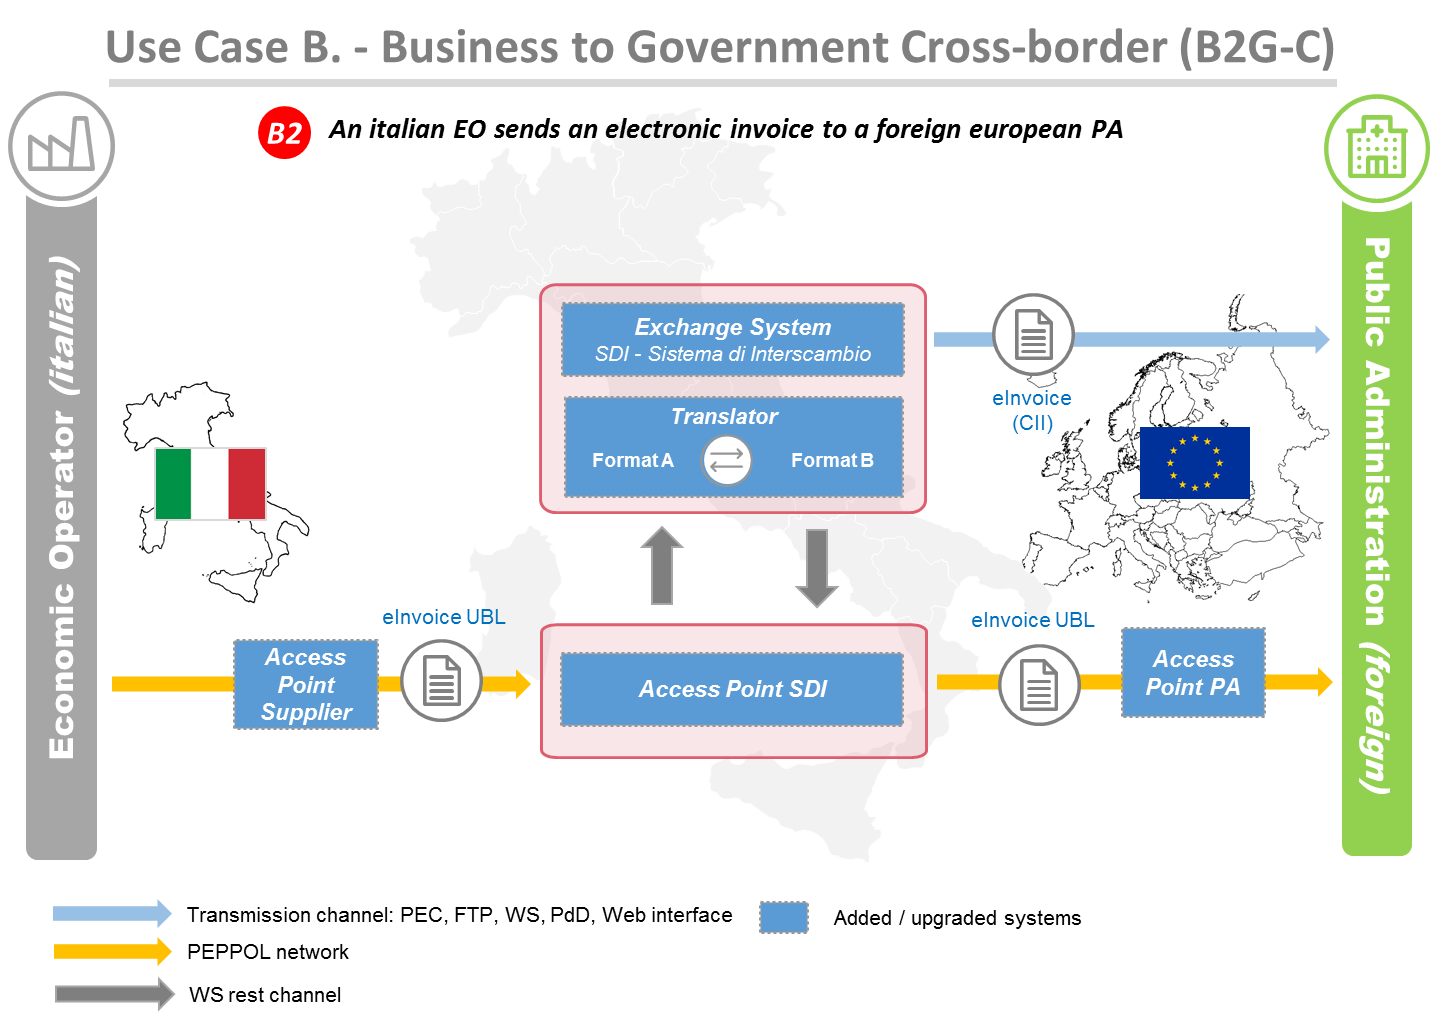 Use Case B. - Business to Government Cross-border (B2G-C)
B2 An italian EO sends an electronic invoice to a foreign european PA
Economic Operator (italian)
Exchange System
SDI - Sistema di Interscambio
Translator
Format A
Format B
eInvoice
(CII)
eInvoice UBL
Access
Point
Supplier
Access Point SDI
eInvoice UBL
Access
Point PA
Public Administration (foreign)
Transmission channel: PEC, FTP, WS, PdD, Web interface
PEPPOL network
WS rest channel
Added / upgraded systems